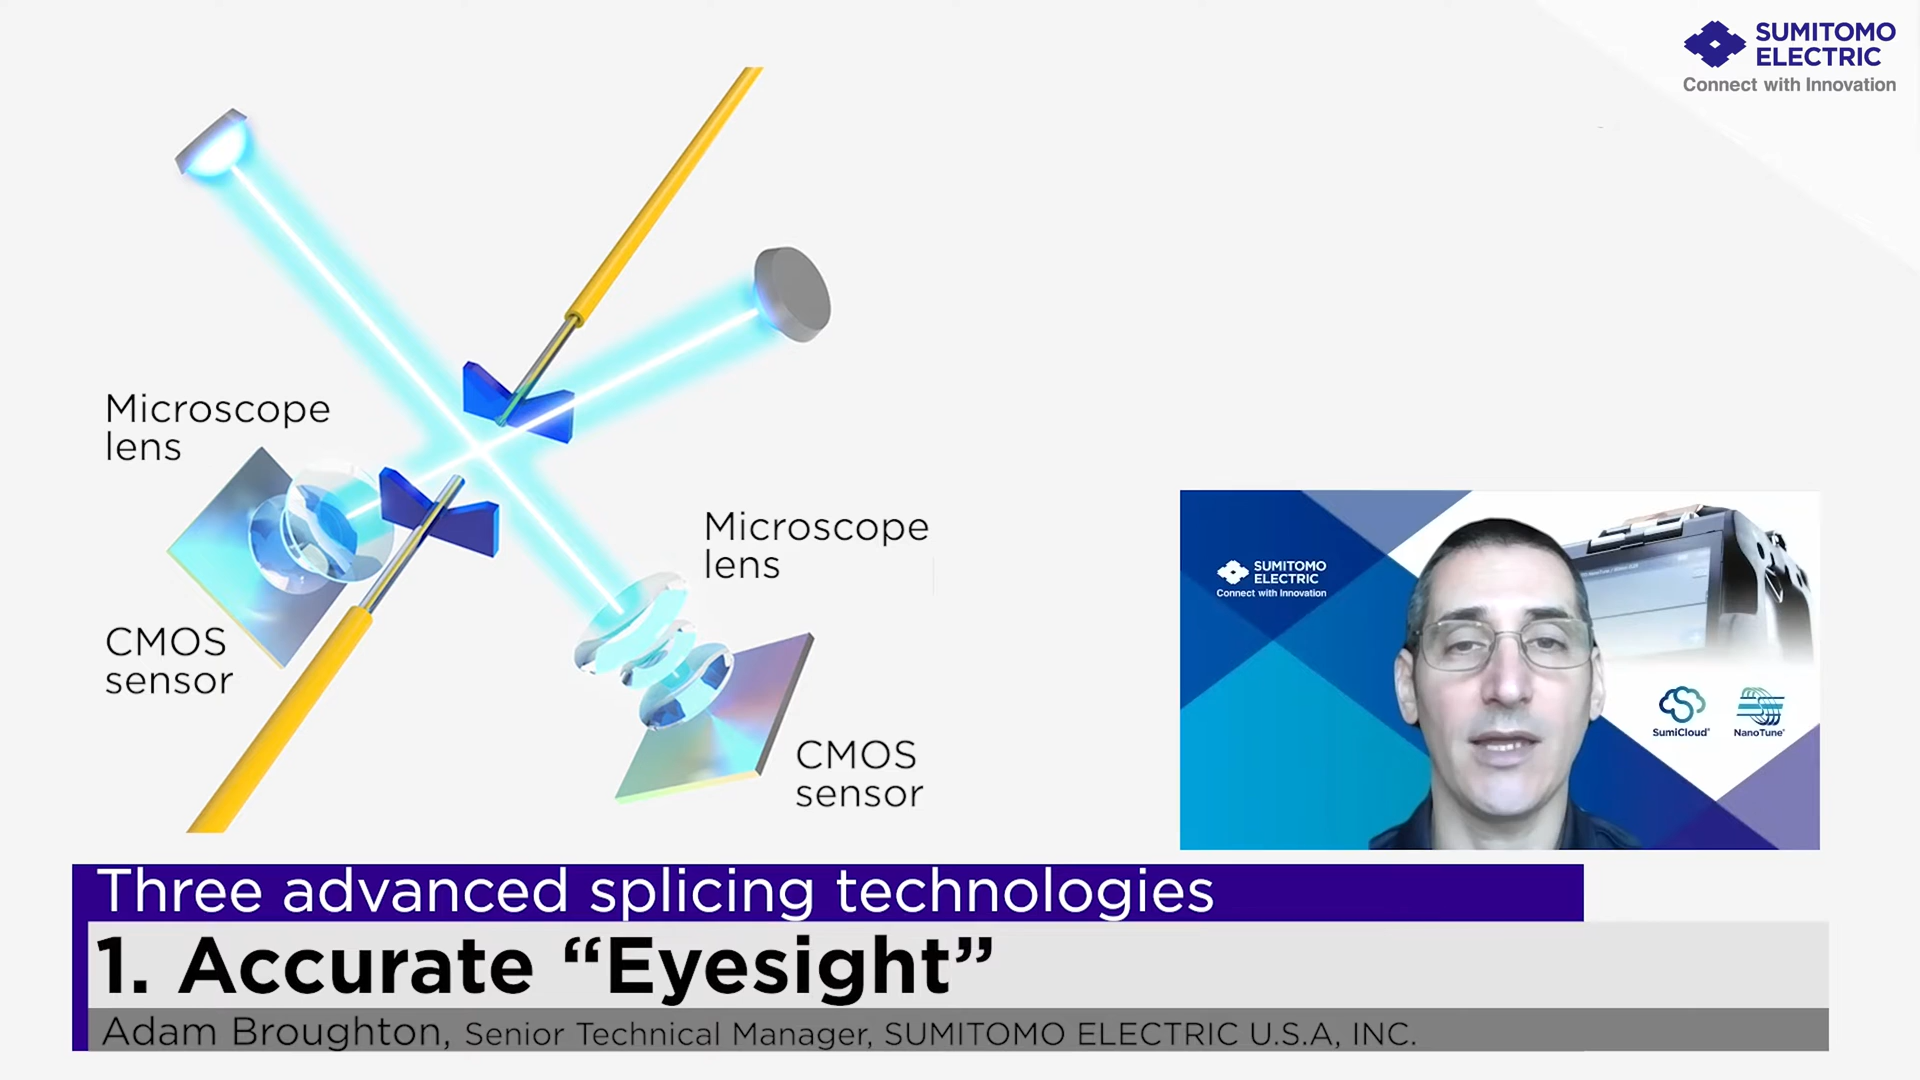 SUMITOMO
ELECTRIC
Connect with Innovation
Microscope
lens
Microscope
lens
CMOS
sensor
CMOS
sensor
SUMITOMO
ELECTRIC
Connect with Innovation
SumiCloud®
NanoTune®
Three advanced splicing technologies
1. Accurate “Eyesight”
Adam Broughton, Senior Technical Manager, SUMITOMO ELECTRIC U.S.A, INC.